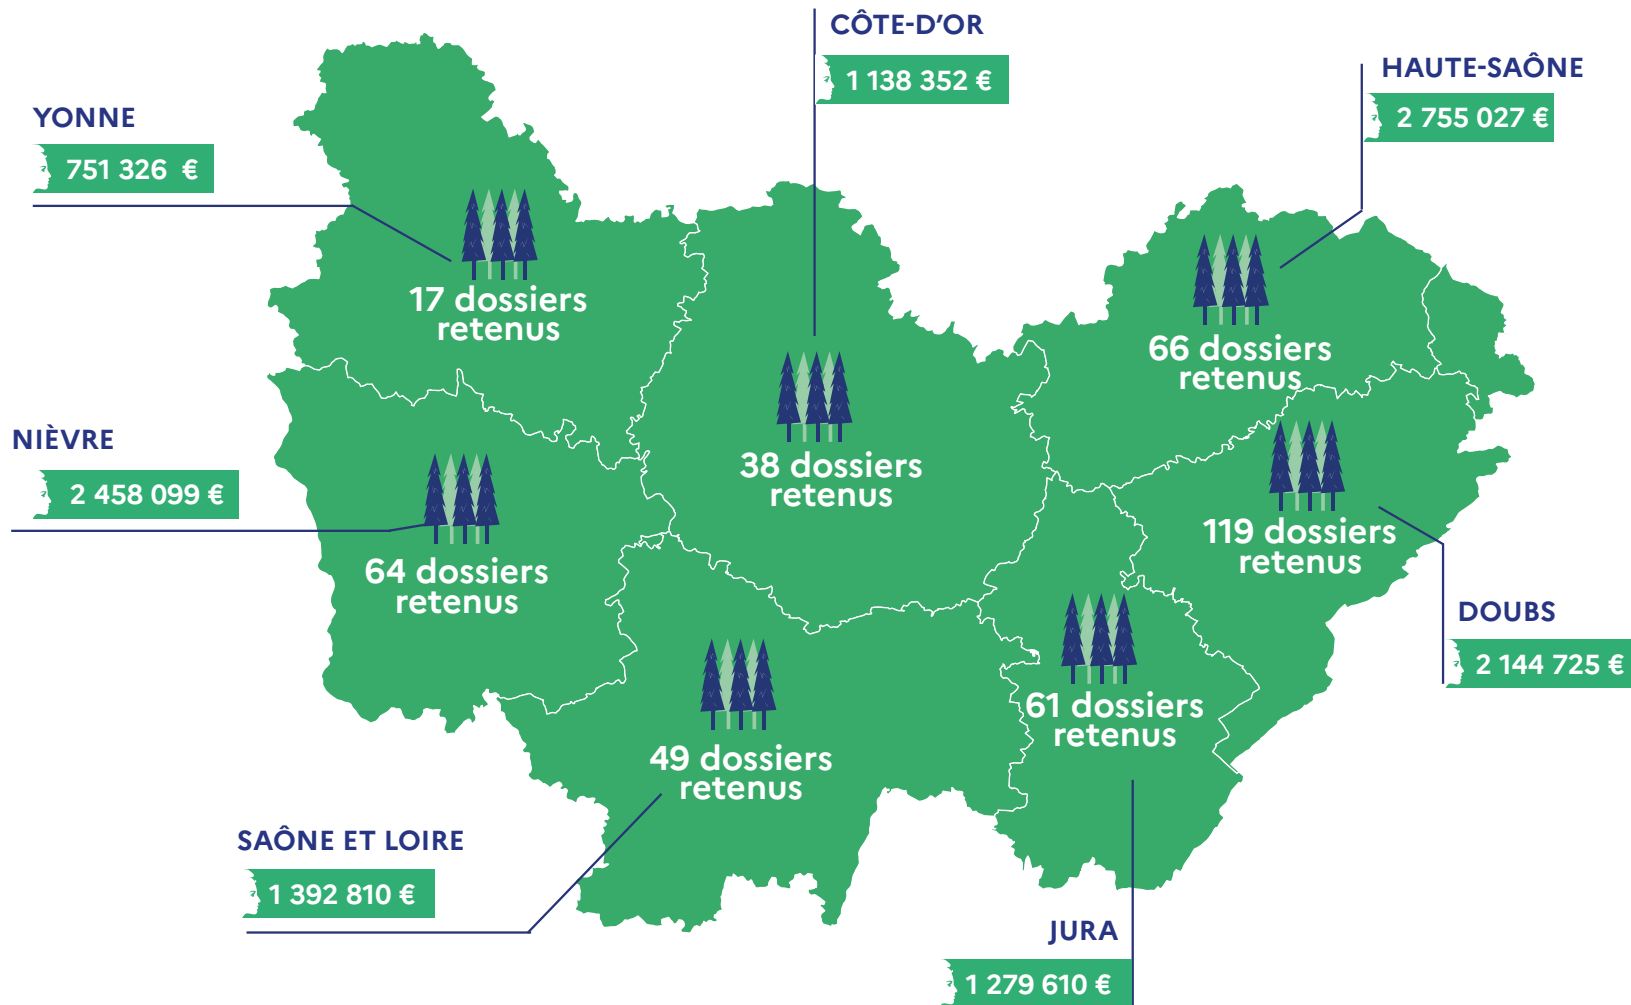 CÔTE-D'OR
1 138 352 €
HAUTE-SAÔNE
2 755 027 €
YONNE
751 326 €
17 dossiers
retenus
66 dossiers
retenus
NIÈVRE
2 458 099 €
38 dossiers
retenus
119 dossiers
retenus
64 dossiers
retenus
DOUBS
2 144 725 €
61 dossiers
retenus
49 dossiers
retenus
SAÔNE ET LOIRE
1 392 810 €
JURA
1 279 610 €